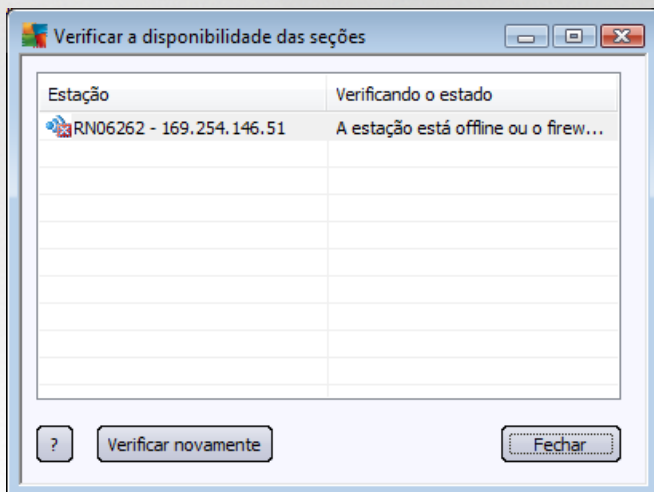 Verificar a disponibilidade das seções
Estação Verificando o estado
RN06262 - 169.254.146.51 A estação está offline ou o firew...
? Verificar novamente Fechar